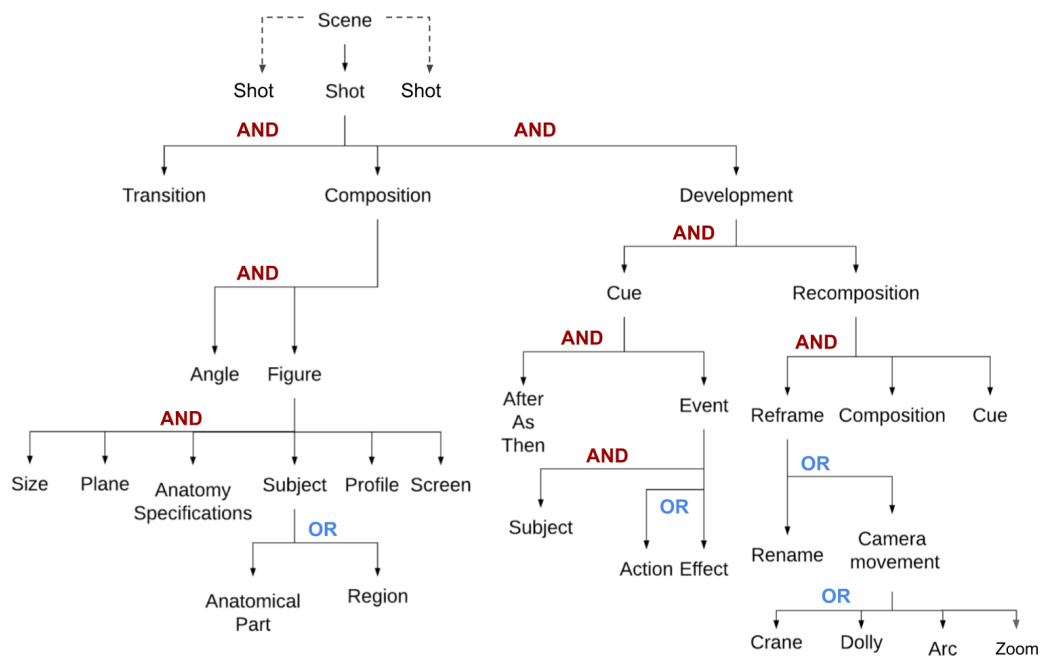 Scene
Shot Shot Shot
AND AND
Transition Composition Development
AND
AND
Cue Recomposition
AND AND
Angle Figure
After
As
Then
Event
Reframe Composition Cue
AND
AND
OR
Size Plane Anatomy
Specifications
Subject Profile Screen
OR
OR
Subject
Action Effect
Rename
Camera
movement
Anatomical
Part
Region
OR
Crane Dolly Arc Zoom